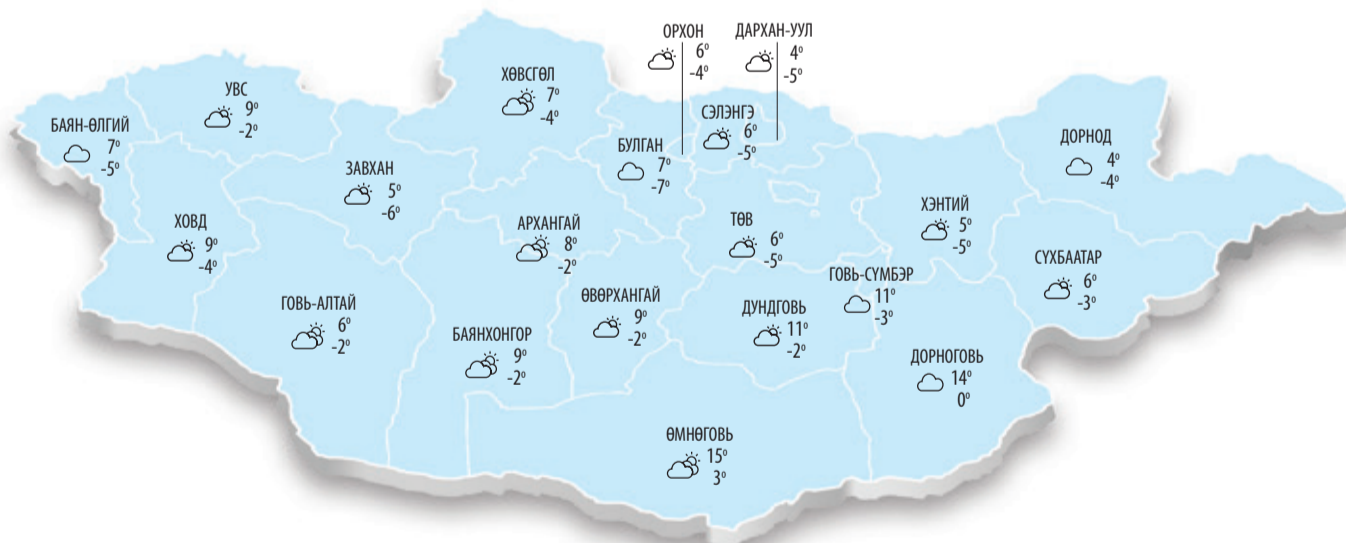 ОРХОН
6°
-4°
ДАРХАН-УУЛ
4°
-5°
ХӨВСГӨЛ
7°
-4°
УВС
9°
-2°
БАЯН-ӨЛГИЙ
7°
-5°
СЭЛЭНГЭ
6°
-5°
БУЛГАН
7°
-7°
ДОРНОД
4°
-4°
ЗАВХАН
5°
-6°
ХОВД
9°
-4°
АРХАНГАЙ
8°
-2°
ТӨВ
6°
-5°
ХЭНТИЙ
5°
-5°
СҮХБААТАР
6°
-3°
ГОВЬ-СҮМБЭР
11°
-3°
ГОВЬ-АЛТАЙ
6°
-2°
ӨВӨРХАНГАЙ
9°
-2°
ДУНДГОВЬ
11°
-2°
БАЯНХОНГОР
9°
-2°
ДОРНОГОВЬ
14°
0°
ӨМНӨГОВЬ
15°
3°